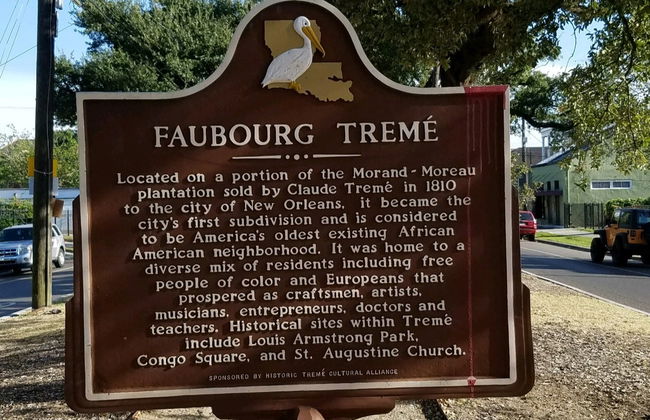 FAUBOURG TREMÉ
Located on a portion of the Morand-Moreau
plantation sold by Claude Tremé in 1810
to the city of New Orleans, it became the
city's first subdivision and is considered
to be America's oldest existing African
American neighborhood. It was home to a
diverse mix of residents including free
people of color and Europeans that
prospered as craftsmen, artists,
musicians, entrepreneurs, doctors and
teachers. Historical sites within Tremé
include Louis Armstrong Park,
Congo Square, and St. Augustine Church.
SPONSORED BY HISTORIC TREMÉ CULTURAL ALLIANCE